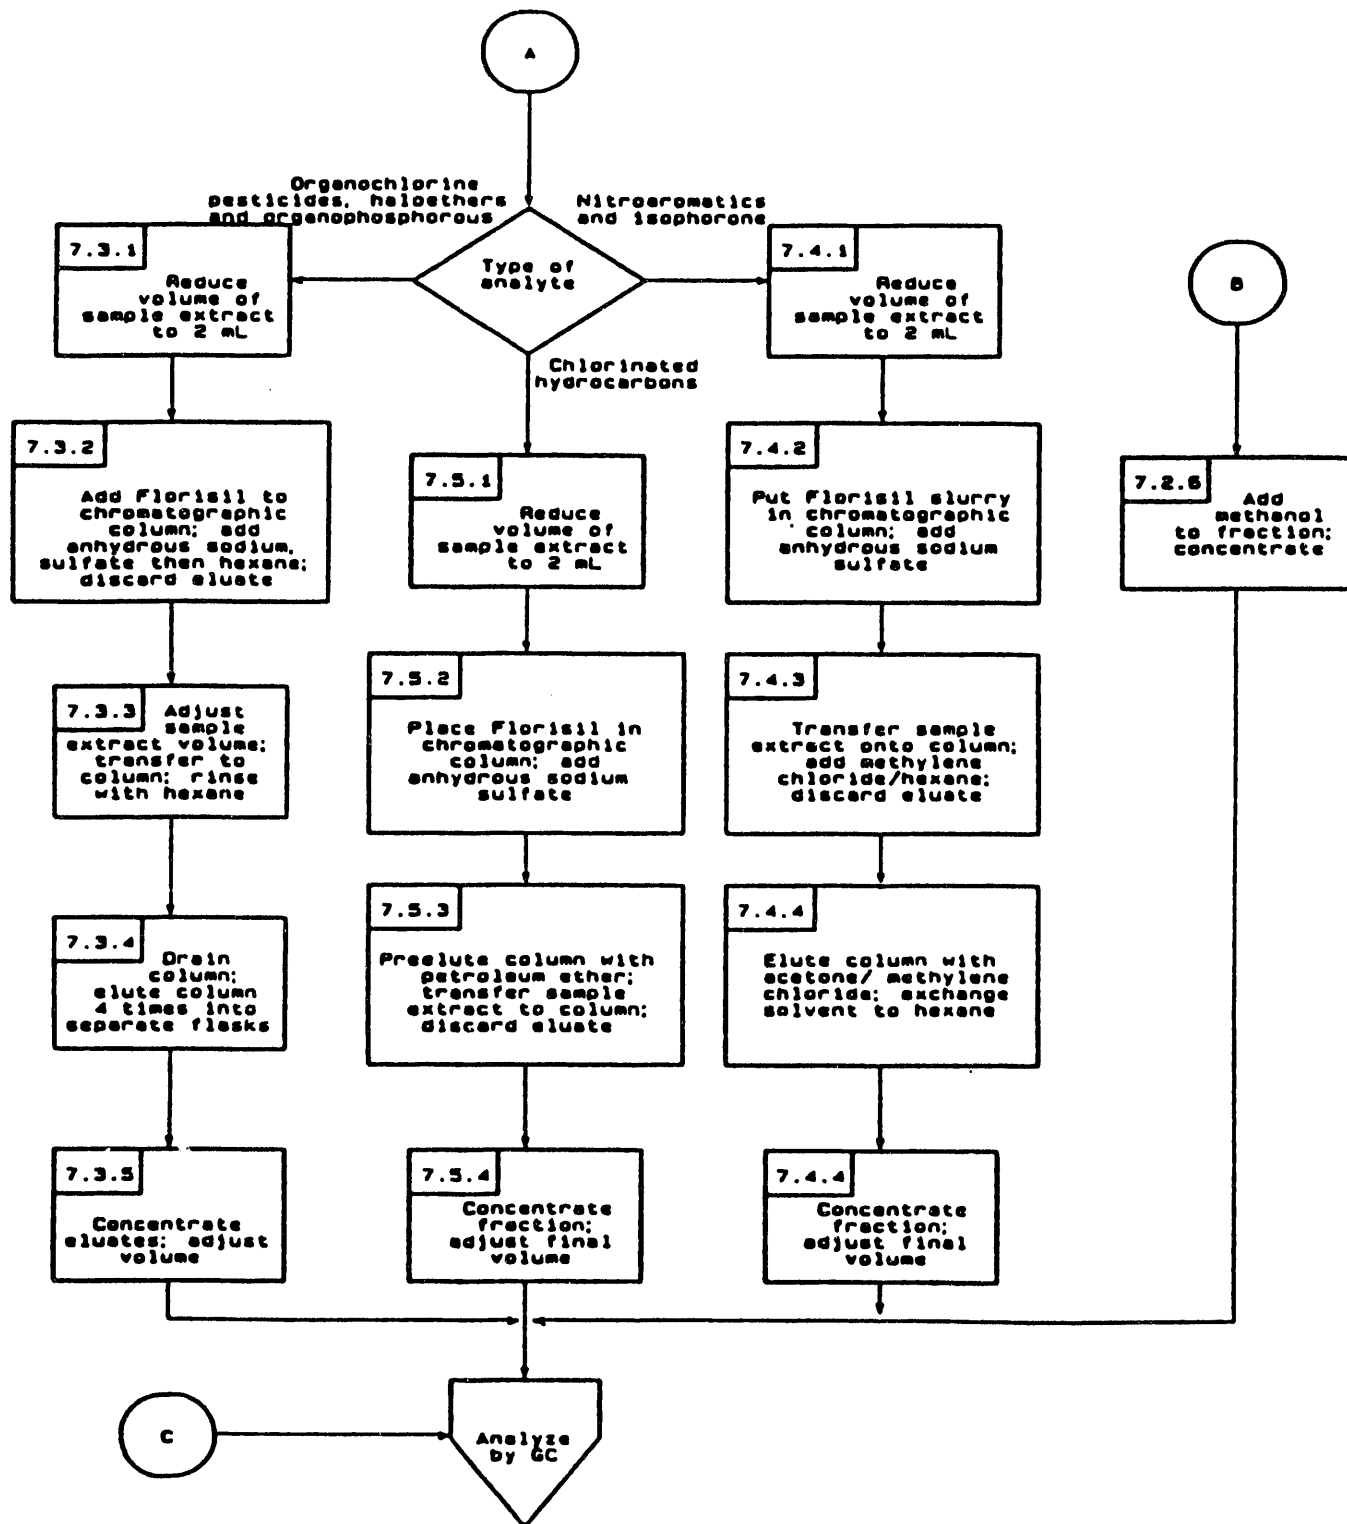 A
Organochlorine
pesticides, haloethers
and organophosphorous
Nitroaromatics
and isophorone
Type of
analyte
Chlorinated
hydrocarbons
7.3.1
Reduce
volume of
sample extract
to 2 mL
7.3.2
Add Florisil to
chromatographic
column; add
anhydrous sodium,
sulfate then hexane;
discard eluate
7.3.3
Adjust
sample
extract volume;
transfer to
column; rinse
with hexane
7.3.4
Drain
column;
elute column
4 times into
separate flasks
7.3.5
Concentrate
eluates; adjust
volume
7.5.1
Reduce
volume of
sample extract
to 2 mL
7.5.2
Place Florisil in
chromatographic
column; add
anhydrous sodium
sulfate
7.5.3
Preelute column with
petroleum ether;
transfer sample
extract to column;
discard eluate
7.5.4
Concentrate
fraction;
adjust final
volume
7.4.1
Reduce
volume of
sample extract
to 2 mL
7.4.2
Put Florisil slurry
in chromatographic
column; add
anhydrous sodium
sulfate
7.4.3
Transfer sample
extract onto column;
add methylene
chloride/hexane;
discard eluate
7.4.4
Elute column with
acetone/ methylene
chloride; exchange
solvent to hexane
7.4.4
Concentrate
fraction;
adjust final
volume
B
7.2.6
Add
methanol
to fraction;
concentrate
C
Analyze
by GC